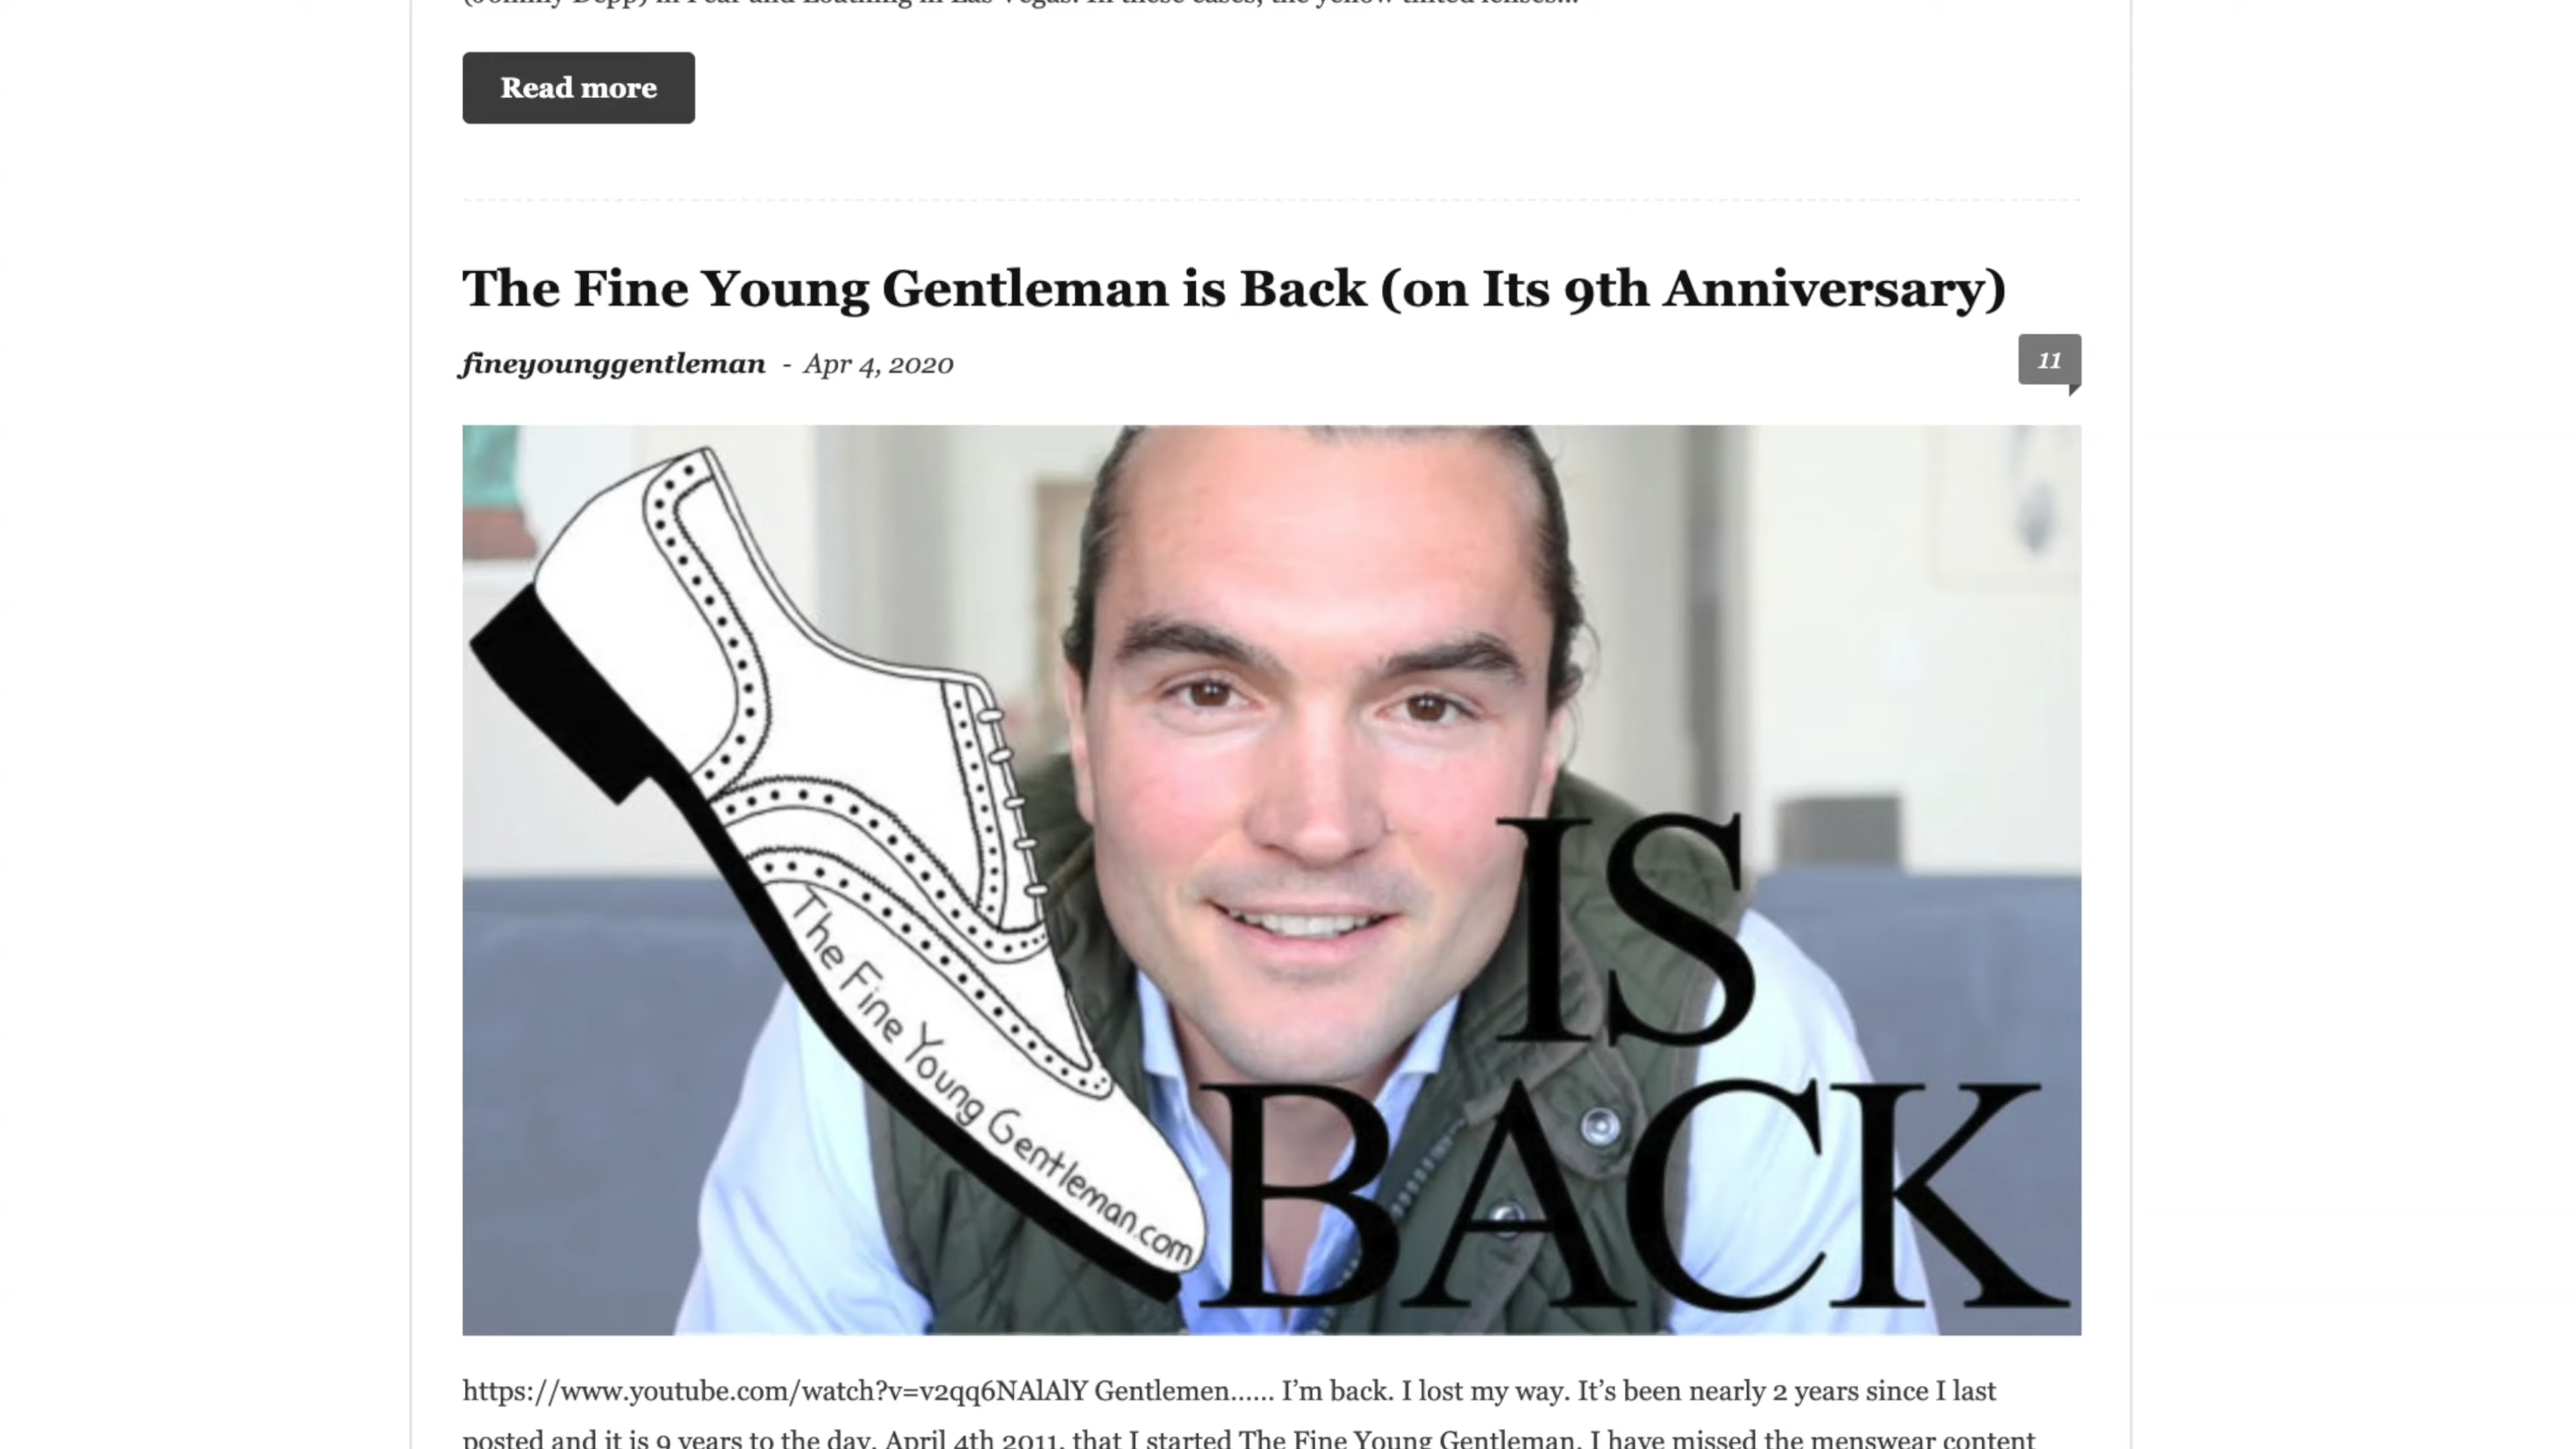 Read more
The Fine Young Gentleman is Back (on Its 9th Anniversary)
fineyounggentleman - Apr 4, 2020
11
The Fine Young Gentleman.com
IS
BACK
https://www.youtube.com/watch?v=v2qq6NAlAlY Gentlemen...... I’m back. I lost my way. It’s been nearly 2 years since I last
posted and it is 9 years to the day, April 4th 2011, that I started The Fine Young Gentleman. I have missed the menswear content